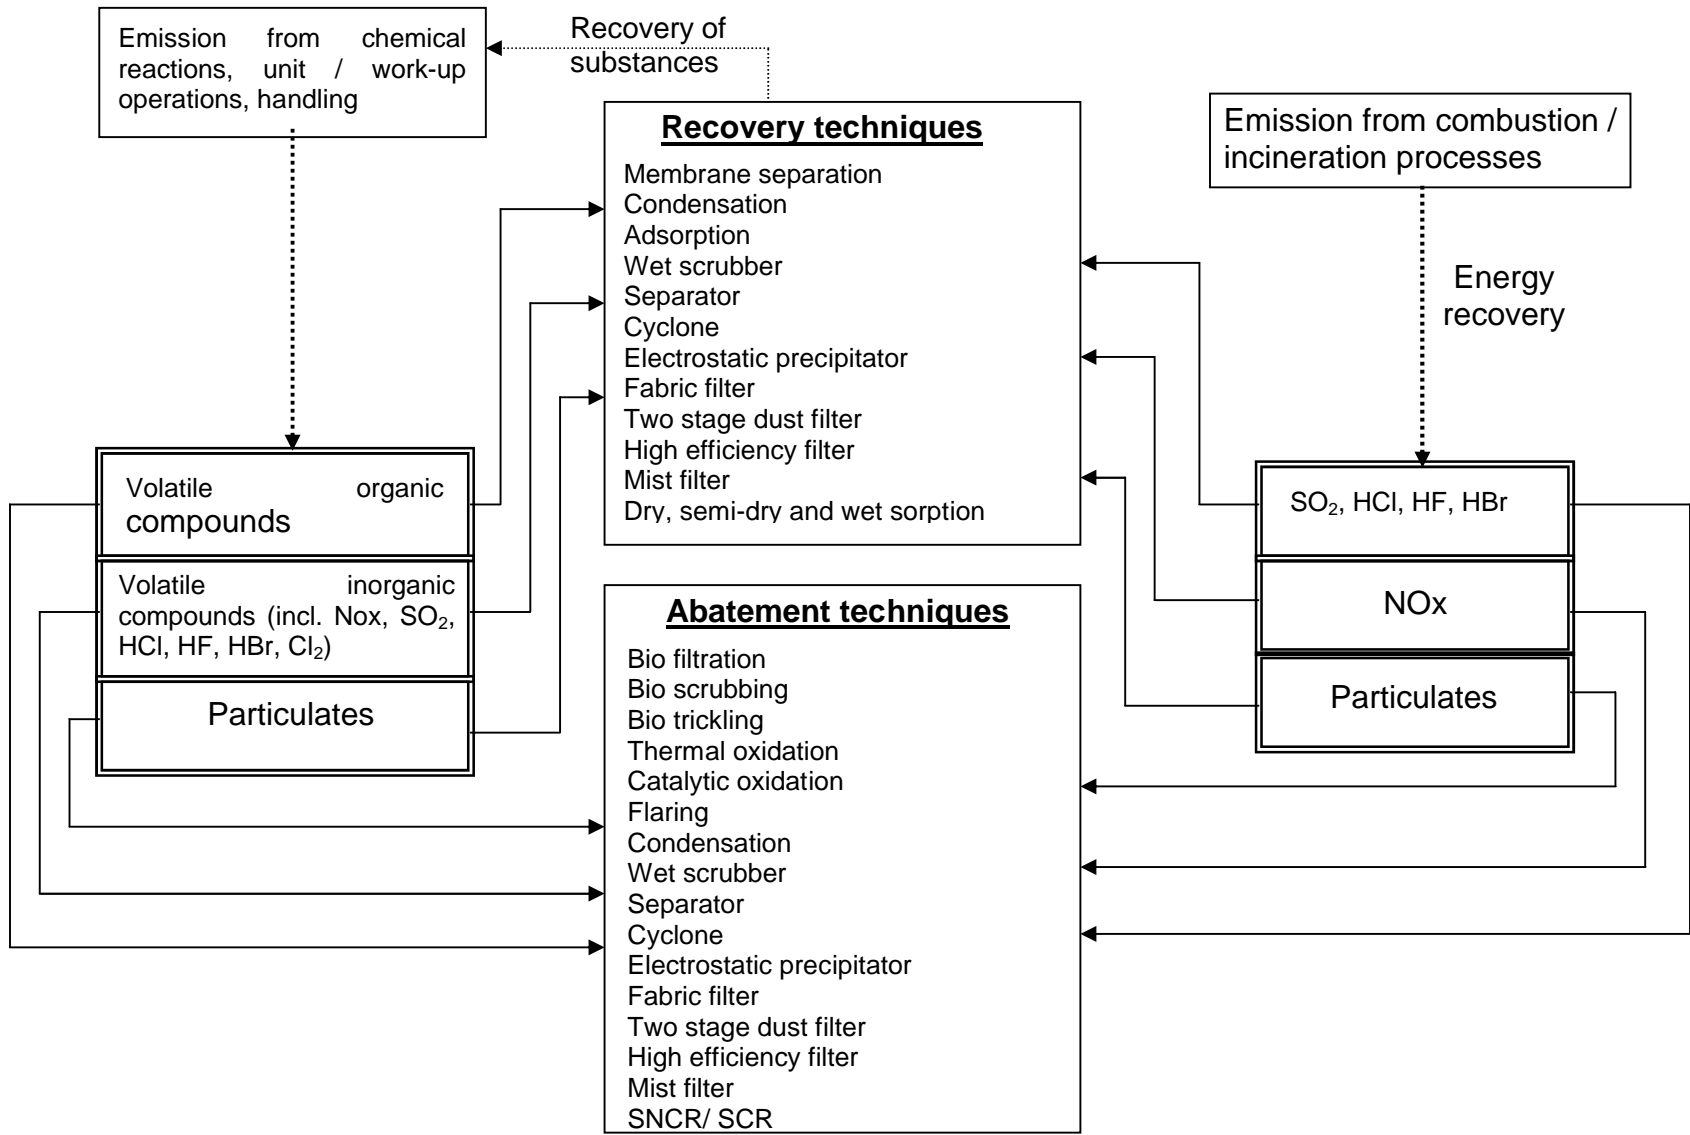 Emission from chemical
reactions, unit / work-up
operations, handling
Recovery of
substances
Recovery techniques
Membrane separation
Condensation
Adsorption
Wet scrubber
Separator
Cyclone
Electrostatic precipitator
Fabric filter
Two stage dust filter
High efficiency filter
Mist filter
Dry, semi-dry and wet sorption
Emission from combustion /
incineration processes
Energy
recovery
Volatile organic
compounds
Volatile inorganic
compounds (incl. Nox, SO₂,
HCl, HF, HBr, Cl₂)
Particulates
SO₂, HCl, HF, HBr
NOx
Particulates
Abatement techniques
Bio filtration
Bio scrubbing
Bio trickling
Thermal oxidation
Catalytic oxidation
Flaring
Condensation
Wet scrubber
Separator
Cyclone
Electrostatic precipitator
Fabric filter
Two stage dust filter
High efficiency filter
Mist filter
SNCR/ SCR